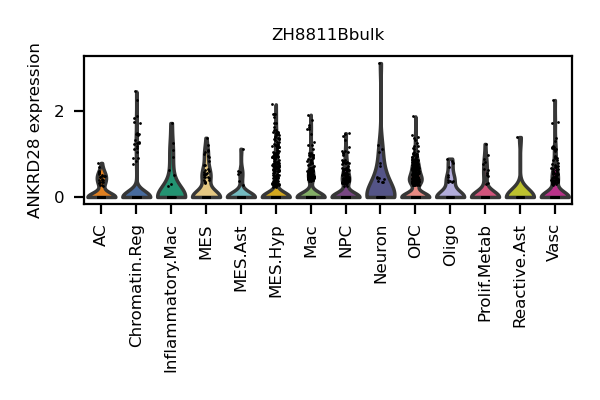 ZH8811Bbulk
ANKRD28 expression
2
0
AC
Chromatin.Reg
Inflammatory.Mac
MES
MES.Ast
MES.Hyp
Mac
NPC
Neuron
OPC
Oligo
Prolif.Metab
Reactive.Ast
Vasc